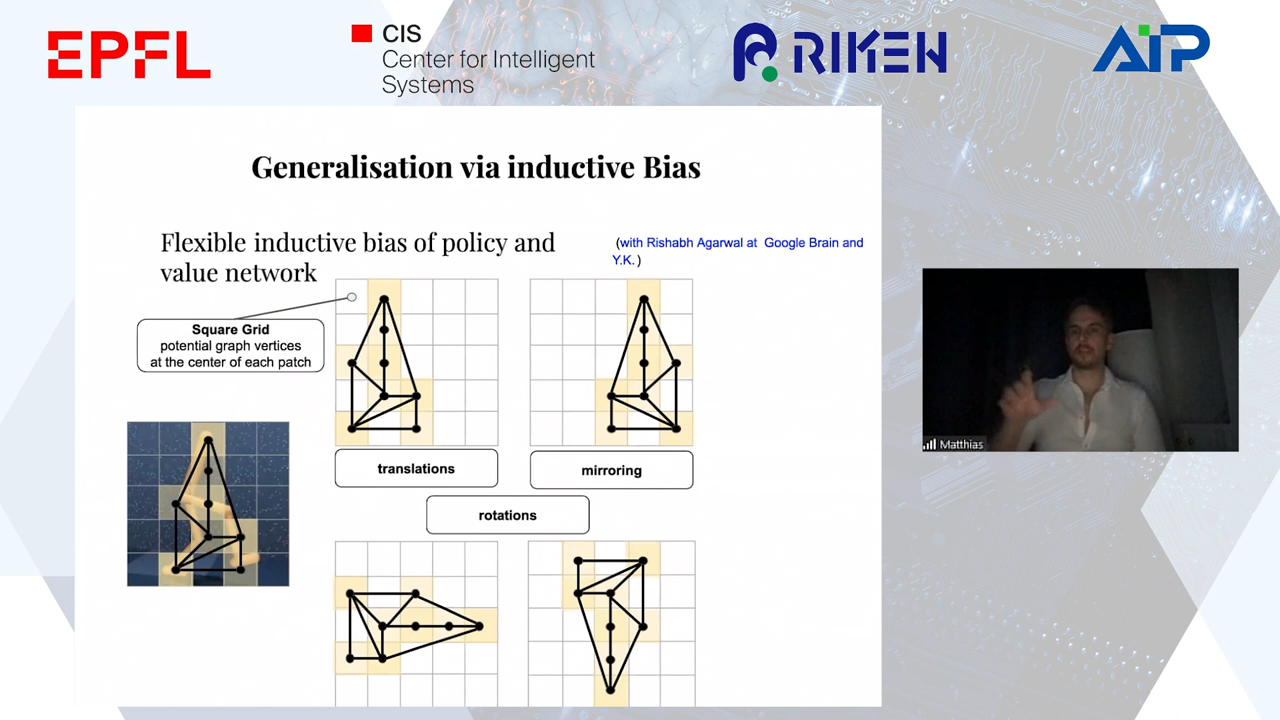 EPFL
CIS
Center for Intelligent
Systems
RIKEN
AIP
Generalisation via inductive Bias
Flexible inductive bias of policy and
value network
(with Rishabh Agarwal at Google Brain and
Y.K.)
Square Grid
potential graph vertices
at the center of each patch
translations
mirroring
rotations
Matthias